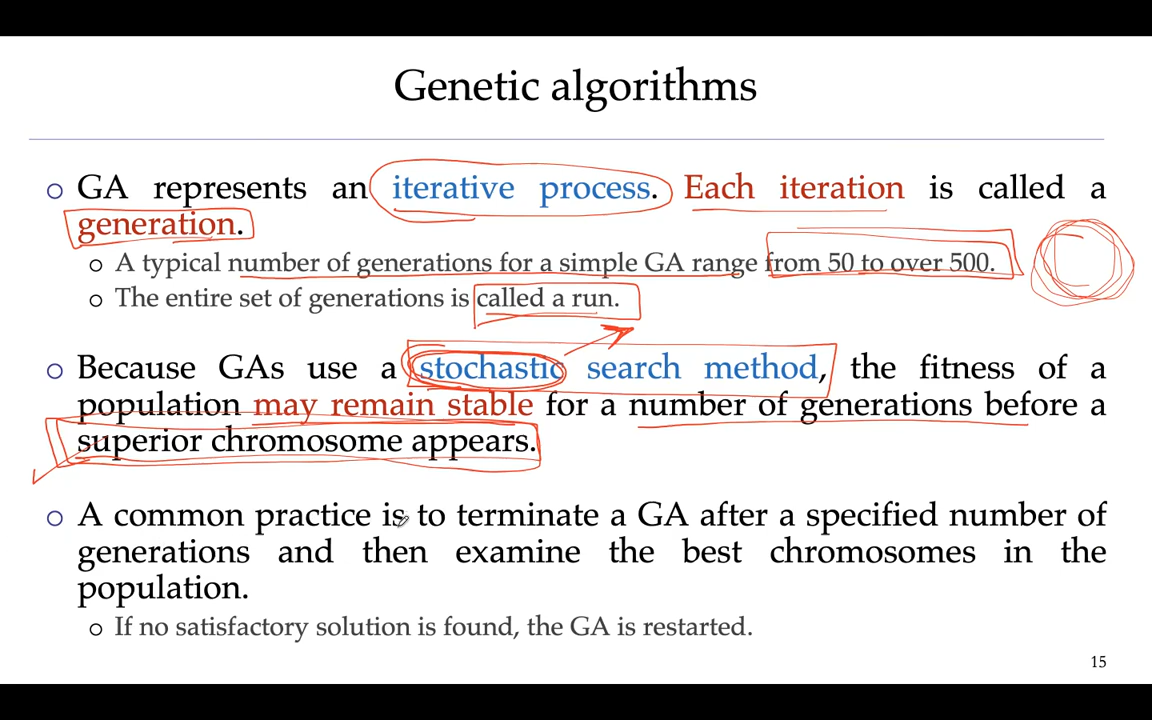 Genetic algorithms
GA represents an iterative process. Each iteration is called a
generation.
A typical number of generations for a simple GA range from 50 to over 500.
The entire set of generations is called a run.
Because GAs use a stochastic search method, the fitness of a
population may remain stable for a number of generations before a
superior chromosome appears.
A common practice is to terminate a GA after a specified number of
generations and then examine the best chromosomes in the
population.
If no satisfactory solution is found, the GA is restarted.
15